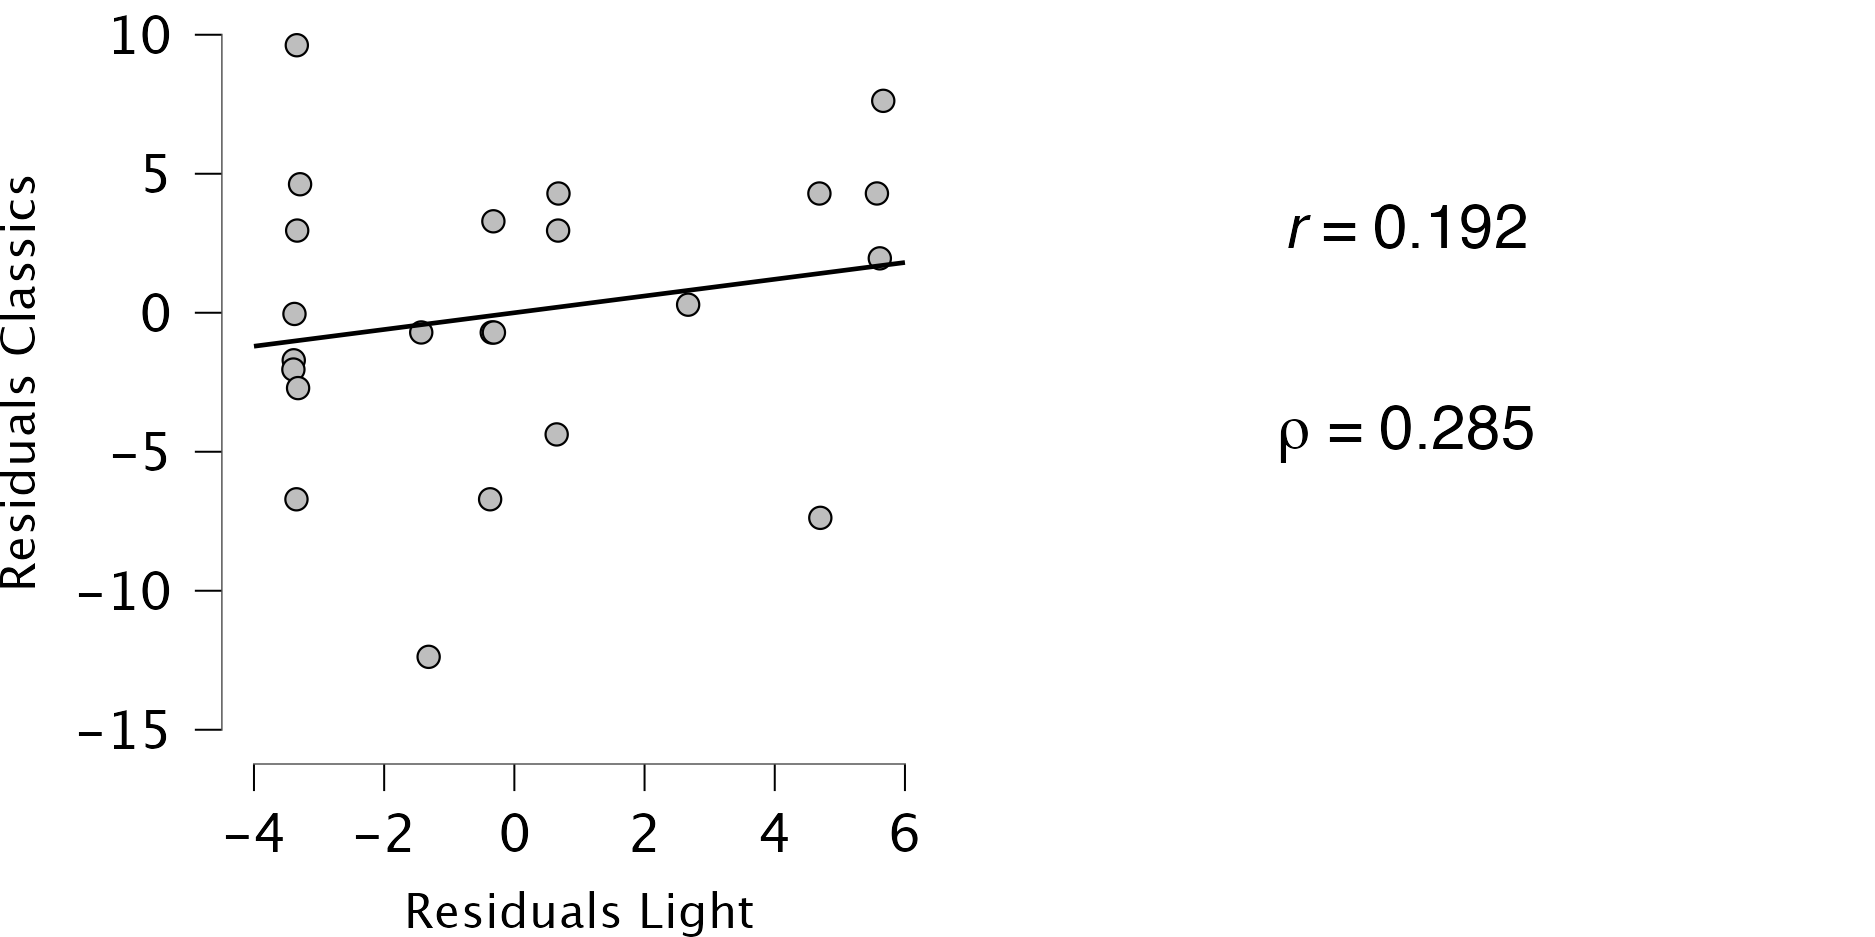 10
5
0
−5
−10
−15
Residuals Classics
−4 −2 0 2 4 6
Residuals Light
r = 0.192
ρ = 0.285